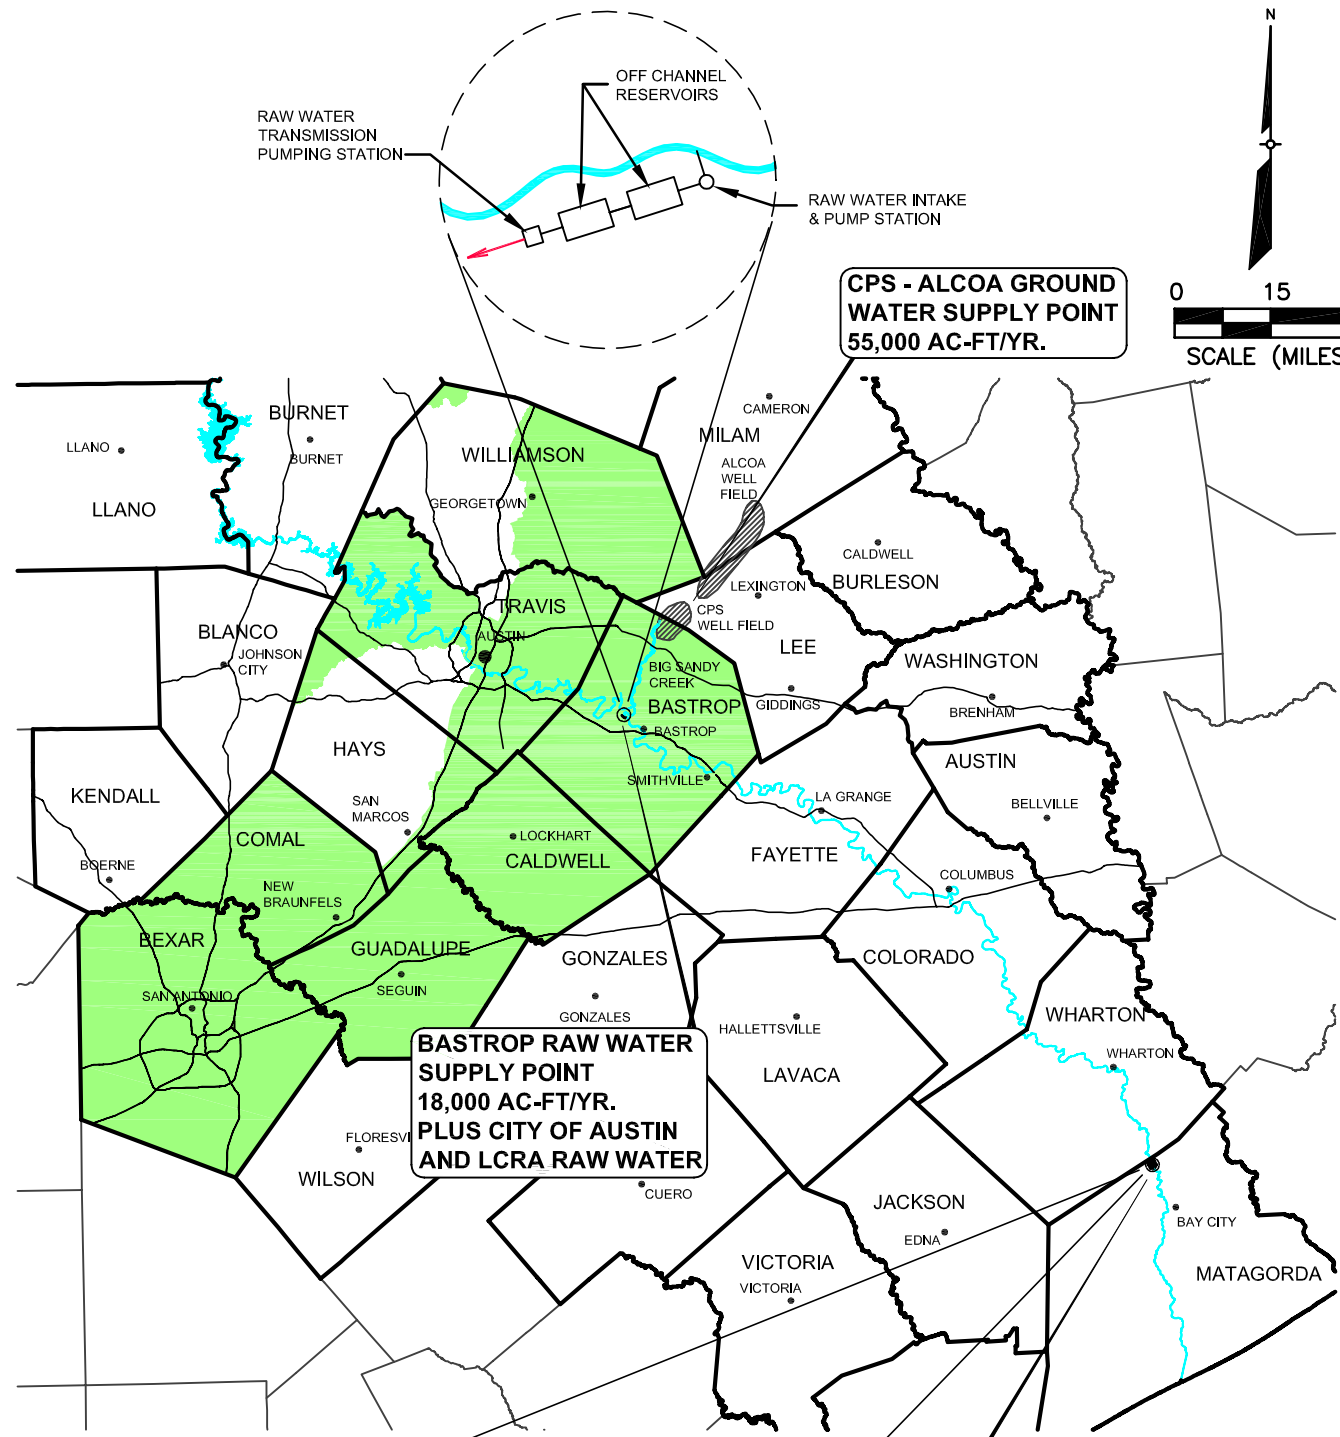 N
OFF CHANNEL
RESERVOIRS
RAW WATER
TRANSMISSION
PUMPING STATION
RAW WATER INTAKE
& PUMP STATION
CPS - ALCOA GROUND
WATER SUPPLY POINT
55,000 AC-FT/YR.
0 15
SCALE (MILES
BURNET
LLANO
BURNET
LLANO
WILLIAMSON
GEORGETOWN
CAMERON
MILAM
ALCOA
WELL
FIELD
CALDWELL
BURLESON
LEXINGTON
TRAVIS
AUSTIN
CPS
WELL FIELD
BLANCO
JOHNSON
CITY
LEE
WASHINGTON
BIG SANDY
CREEK
BASTROP
GIDDINGS
BRENHAM
BASTROP
HAYS
AUSTIN
SMITHVILLE
KENDALL
SAN
MARCOS
LA GRANGE
BELLVILLE
COMAL
LOCKHART
CALDWELL
FAYETTE
BOERNE
NEW
BRAUNFELS
COLUMBUS
BEXAR
GUADALUPE
GONZALES
COLORADO
SEGUIN
SAN ANTONIO
GONZALES
HALLETTSVILLE
WHARTON
BASTROP RAW WATER
SUPPLY POINT
18,000 AC-FT/YR.
PLUS CITY OF AUSTIN
AND LCRA RAW WATER
WHARTON
LAVACA
FLORESVI
WILSON
CUERO
JACKSON
EDNA
BAY CITY
VICTORIA
VICTORIA
MATAGORDA